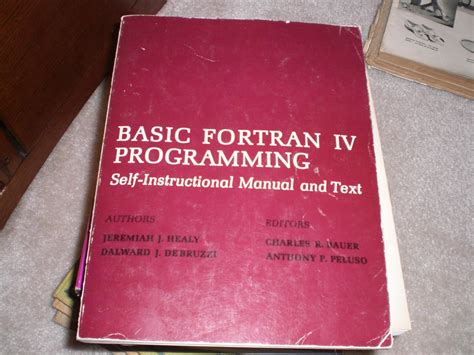 BASIC FORTRAN IV
PROGRAMMING
Self-Instructional Manual and Text
AUTHORS
JEREMIAH J. HEALY
DALWARD J. DEBRUZZI
EDITORS
CHARLES R. BAUER
ANTHONY P. PELUSO